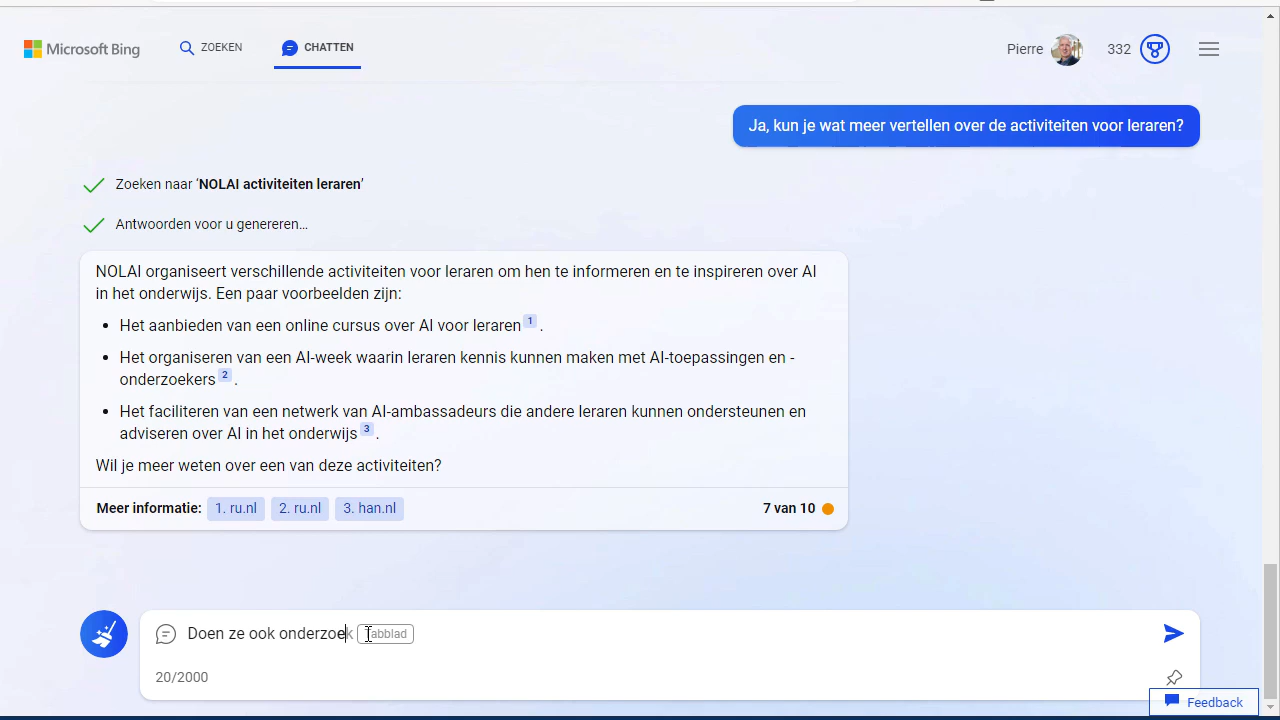 Microsoft Bing
ZOEKEN
CHATTEN
Pierre
332
Ja, kun je wat meer vertellen over de activiteiten voor leraren?
Zoeken naar ‘NOLAI activiteiten leraren’
Antwoorden voor u genereren...
NOLAI organiseert verschillende activiteiten voor leraren om hen te informeren en te inspireren over AI
in het onderwijs. Een paar voorbeelden zijn:
• Het aanbieden van een online cursus over AI voor leraren 1 .
• Het organiseren van een AI-week waarin leraren kennis kunnen maken met AI-toepassingen en -
onderzoekers 2 .
• Het faciliteren van een netwerk van AI-ambassadeurs die andere leraren kunnen ondersteunen en
adviseren over AI in het onderwijs 3 .
Wil je meer weten over een van deze activiteiten?
Meer informatie: 1. ru.nl 2. ru.nl 3. han.nl
7 van 10
Doen ze ook onderzoek Tabblad
20/2000
Feedback